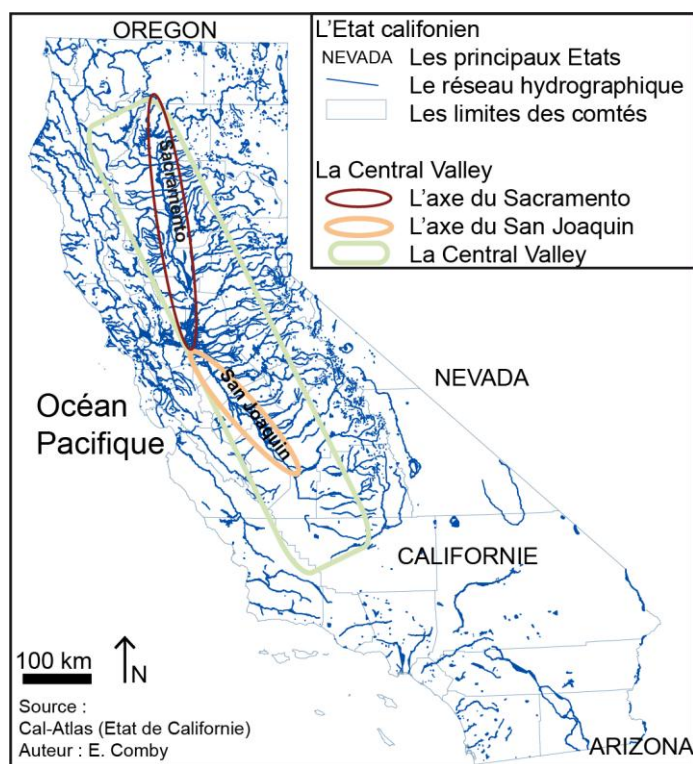 OREGON
L'Etat califonien
NEVADA Les principaux Etats
Le réseau hydrographique
Les limites des comtés
La Central Valley
L'axe du Sacramento
L'axe du San Joaquin
La Central Valley
Sacramento
San Joaquin
NEVADA
Océan
Pacifique
CALIFORNIE
100 km
N
Source :
Cal-Atlas (Etat de Californie)
Auteur : E. Comby
ARIZONA